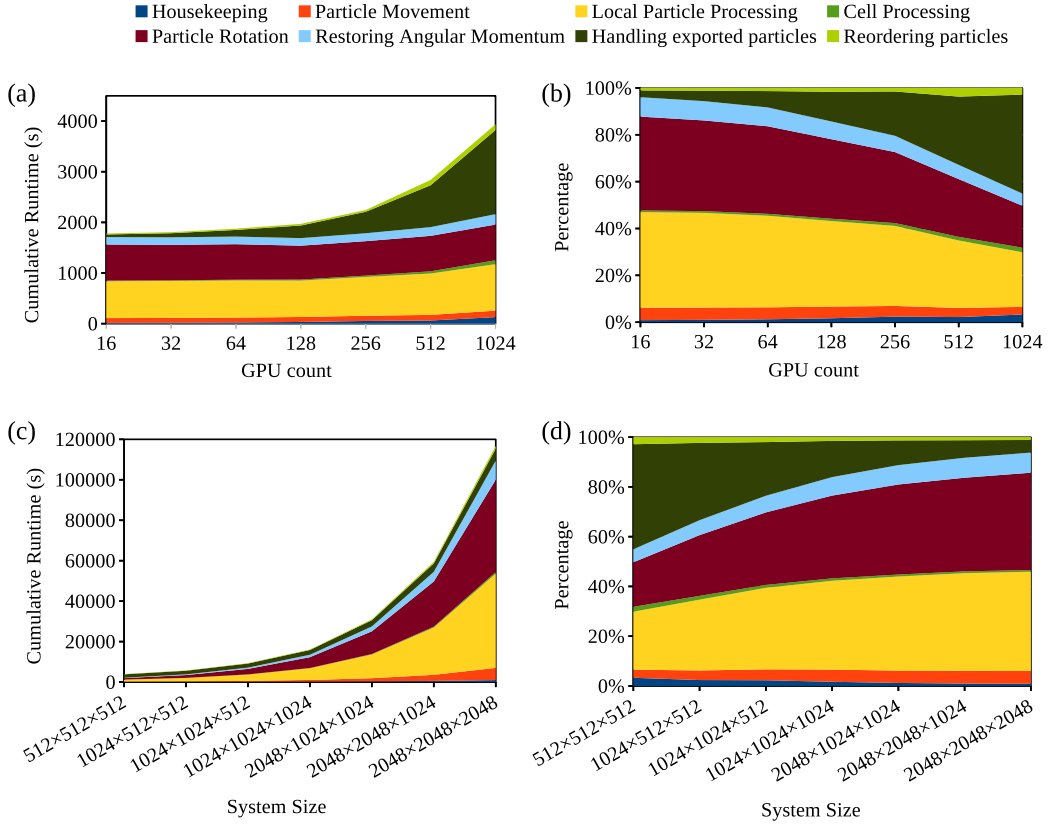 Housekeeping Particle Movement Local Particle Processing Cell Processing
Particle Rotation Restoring Angular Momentum Handling exported particles Reordering particles
(a)
Cumulative Runtime (s)
4000
3000
2000
1000
0
16 32 64 128 256 512 1024
GPU count
(b)
Percentage
100%
80%
60%
40%
20%
0%
16 32 64 128 256 512 1024
GPU count
(c)
Cumulative Runtime (s)
120000
100000
80000
60000
40000
20000
0
512×512×512
1024×512×512
1024×1024×512
1024×1024×1024
2048×1024×1024
2048×2048×1024
2048×2048×2048
System Size
(d)
Percentage
100%
80%
60%
40%
20%
0%
512×512×512
1024×512×512
1024×1024×512
1024×1024×1024
2048×1024×1024
2048×2048×1024
2048×2048×2048
System Size